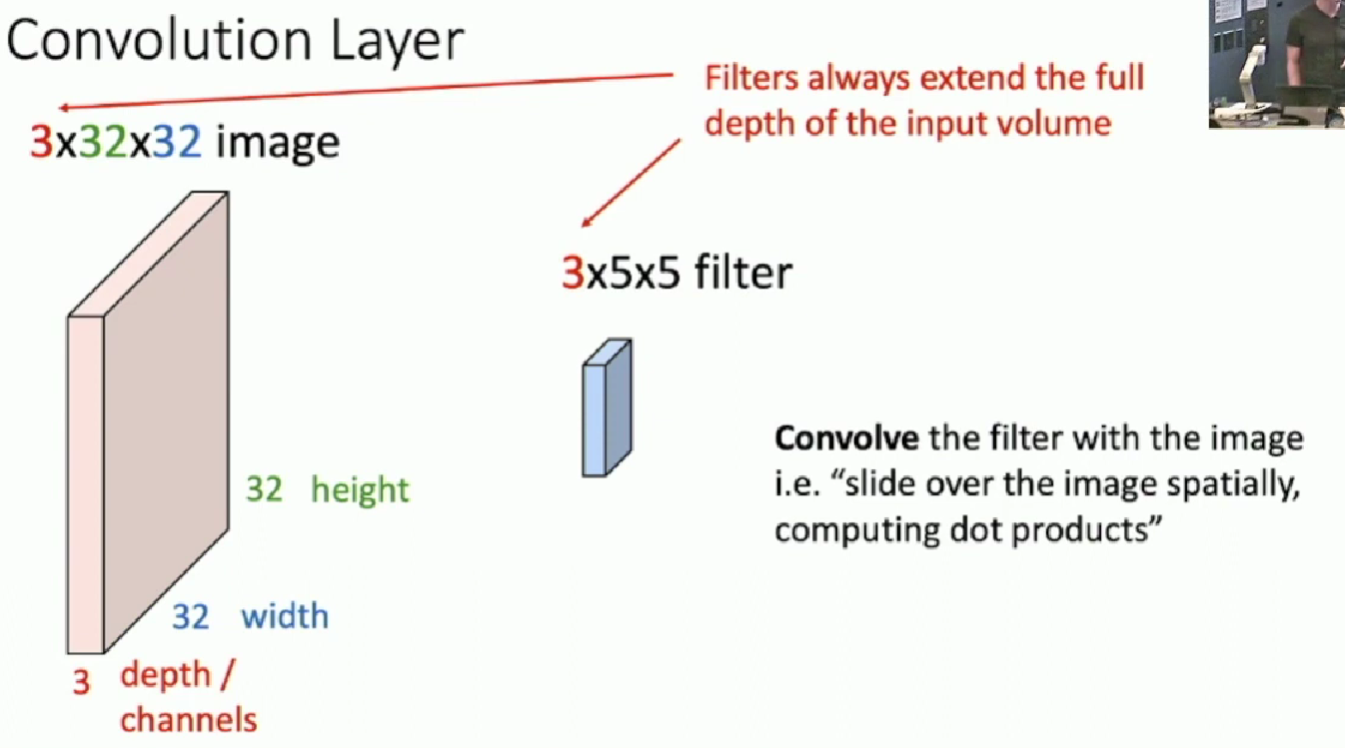 Convolution Layer
Filters always extend the full
depth of the input volume
3x32x32 image
3x5x5 filter
32 height
Convolve the filter with the image
i.e. “slide over the image spatially,
computing dot products”
32 width
3 depth /
channels